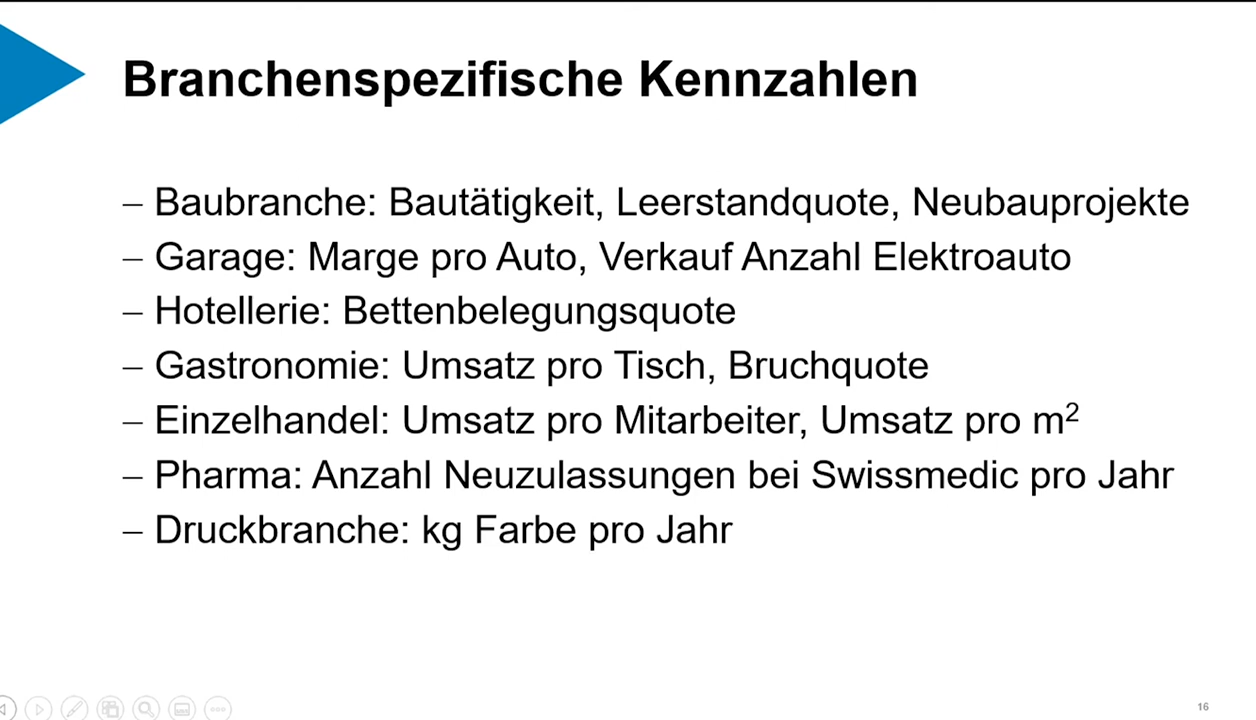 Branchenspezifische Kennzahlen
– Baubranche: Bautätigkeit, Leerstandquote, Neubauprojekte
– Garage: Marge pro Auto, Verkauf Anzahl Elektroauto
– Hotellerie: Bettenbelegungsquote
– Gastronomie: Umsatz pro Tisch, Bruchquote
– Einzelhandel: Umsatz pro Mitarbeiter, Umsatz pro m²
– Pharma: Anzahl Neuzulassungen bei Swissmedic pro Jahr
– Druckbranche: kg Farbe pro Jahr
16